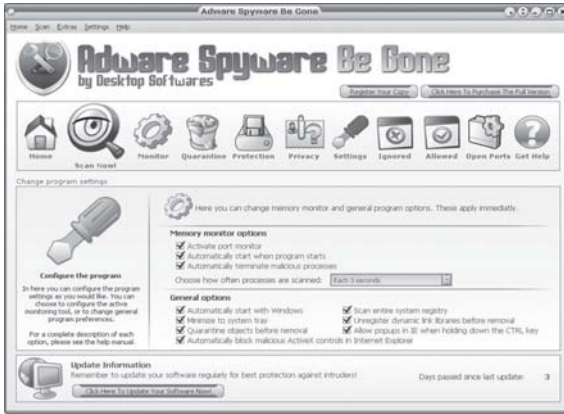 Adware Spyware Be Gone
Home Scan Extras Settings Help
Adware Spyware Be Gone
by Desktop Softwares
Register Your Copy Click Here To Purchase The Full Version
Home Scan Now! Monitor Quarantine Protection Privacy Settings Ignored Allowed Open Ports Get Help
Change program settings
Configure the program
In here you can configure the program
settings as you would like. You can
choose to configure the active
monitoring tool, or to change general
program preferences.
For a complete description of each
option, please see the help manual.
Here you can change memory monitor and general program options. These apply immediately.
Memory monitor options
Activate port monitor
Automatically start when program starts
Automatically terminate malicious processes
Choose how often processes are scanned: Each 3 seconds
General options
Automatically start with Windows
Minimize to system tray
Quarantine objects before removal
Automatically block malicious ActiveX controls in Internet Explorer
Scan entire system registry
Unregister dynamic link libraries before removal
Allow popups in IE when holding down the CTRL key
Update Information
Remember to update your software regularly for best protection against intruders!
Click Here To Update Your Software Now!
Days passed since last update: 3